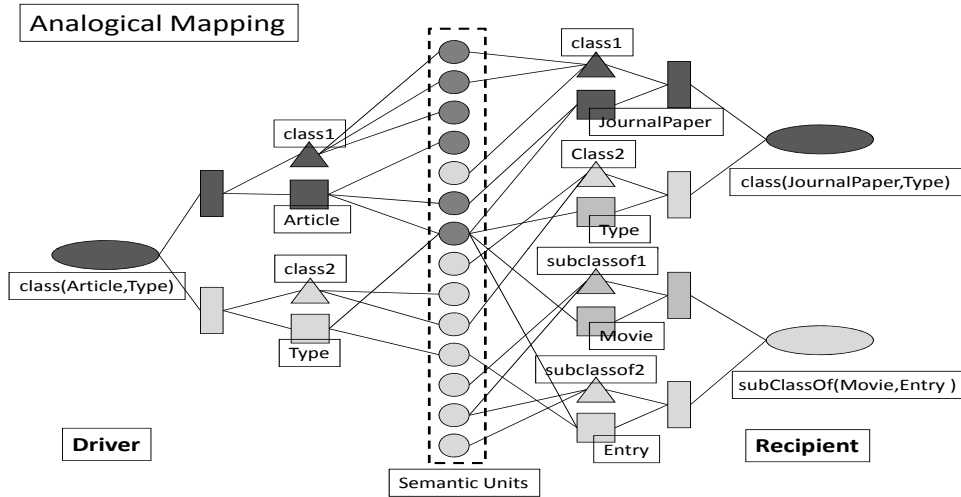 Analogical Mapping
class1
class1
JournalPaper
Class2
class(JournalPaper,Type)
Article
Type
class2
subclassof1
class(Article,Type)
Type
Movie
subclassof2
subClassOf(Movie,Entry )
Driver
Entry
Recipient
Semantic Units